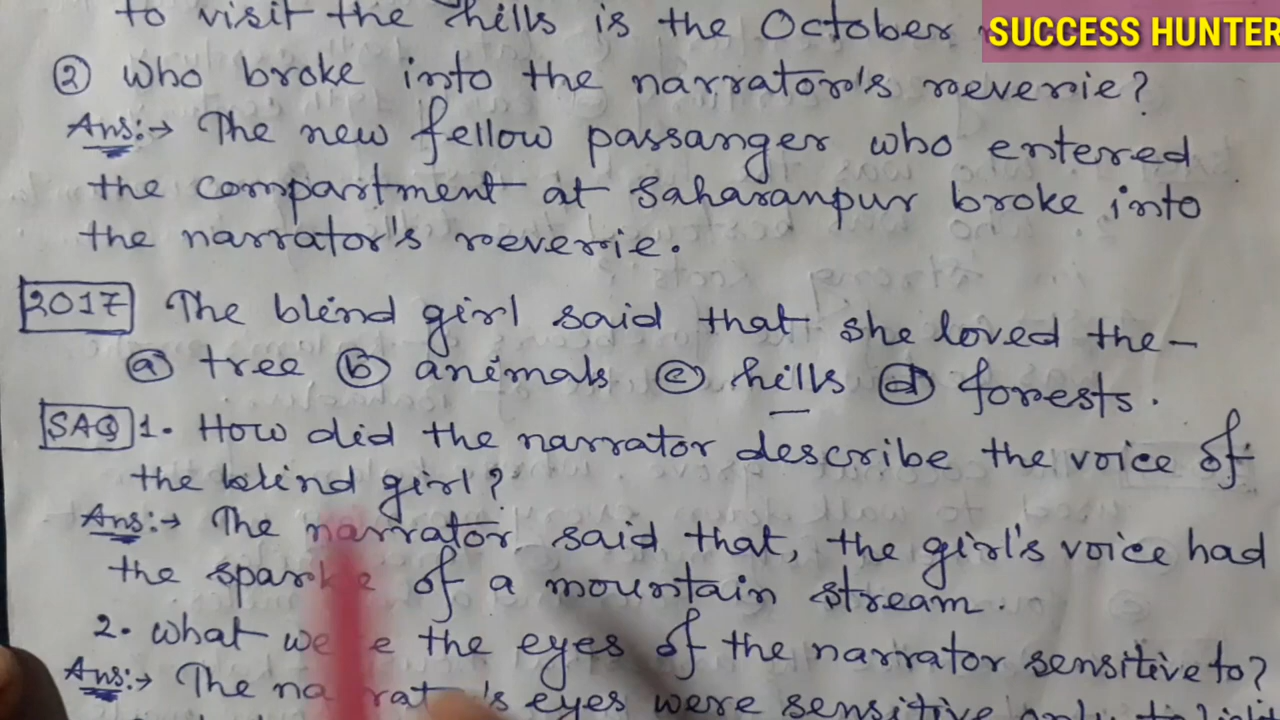 to visit the hills is the October
SUCCESS HUNTER
② Who broke into the narrator's reverie?
Ans:→ The new fellow passanger who entered
the compartment at Saharanpur broke into
the narrator's reverie.
2017 The blind girl said that she loved the-
ⓐ tree ⓑ animals ⓒ hills ⓓ forests.
SAQ 1. How did the narrator describe the voice of
the blind girl?
Ans:→ The narrator said that, the girl's voice had
the of a mountain stream.
2. What were the eyes of the narrator sensitive to?
Ans:→ The narrator's eyes were sensitive only to